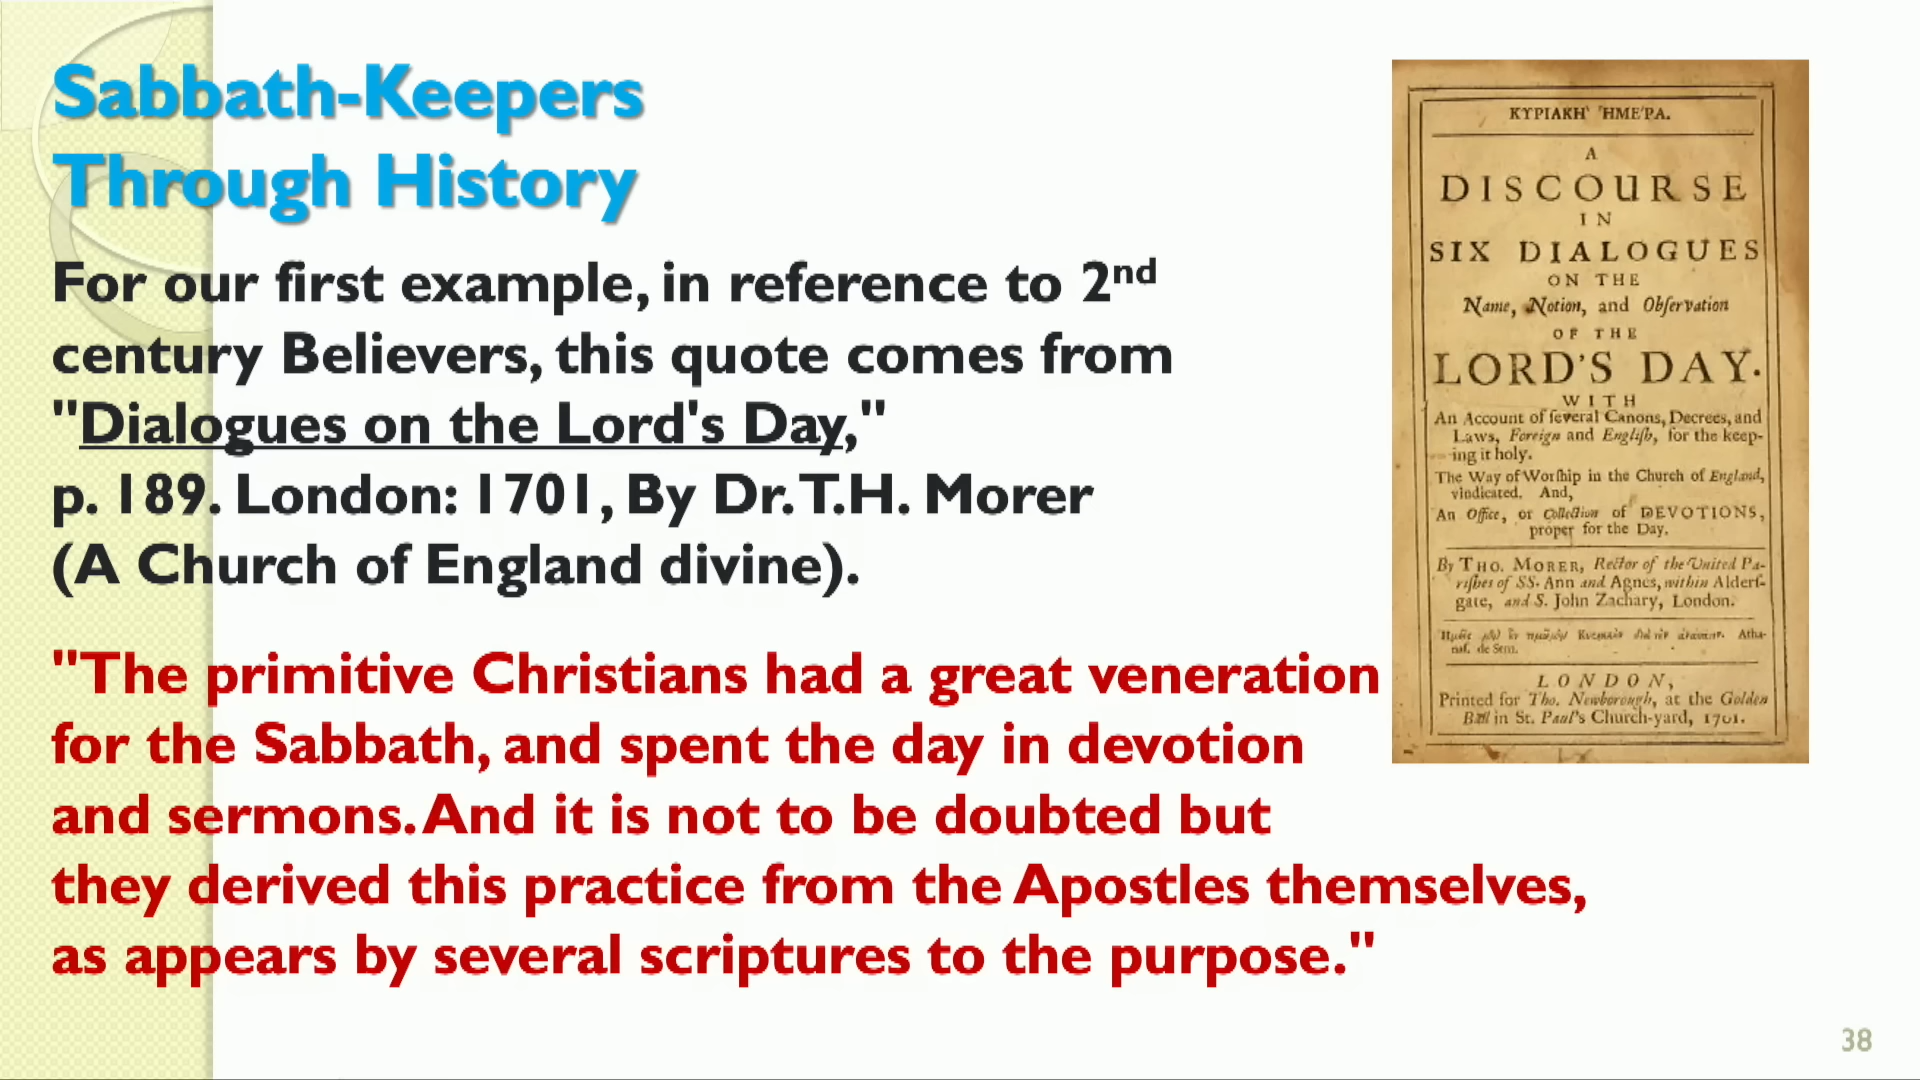 Sabbath-Keepers
Through History
For our first example, in reference to 2nd
century Believers, this quote comes from
"Dialogues on the Lord's Day,"
p. 189. London: 1701, By Dr. T.H. Morer
(A Church of England divine).
"The primitive Christians had a great veneration
for the Sabbath, and spent the day in devotion
and sermons. And it is not to be doubted but
they derived this practice from the Apostles themselves,
as appears by several scriptures to the purpose."
ΚΥΡΙΑΚΗ` ἩΜΕ'ΡΑ.
A
DISCOURSE
IN
SIX DIALOGUES
ON THE
Name, Notion, and Obſervation
OF THE
LORD'S DAY.
WITH
An Account of ſeveral Canons, Decrees, and
Laws, Foreign and Engliſh, for the keep-
ing it holy.
The Way of Worſhip in the Church of England,
vindicated. And,
An Office, or Collection of DEVOTIONS,
proper for the Day.
By THO. MORER, Rector of the United Pa-
riſhes of SS. Ann and Agnes, within Alderſ-
gate, and S. John Zachary, London.
Atha-
naſ. de Sem.
LONDON,
Printed for Tho. Newborough, at the Golden
Ball in St. Paul's Church-yard, 1701.
38